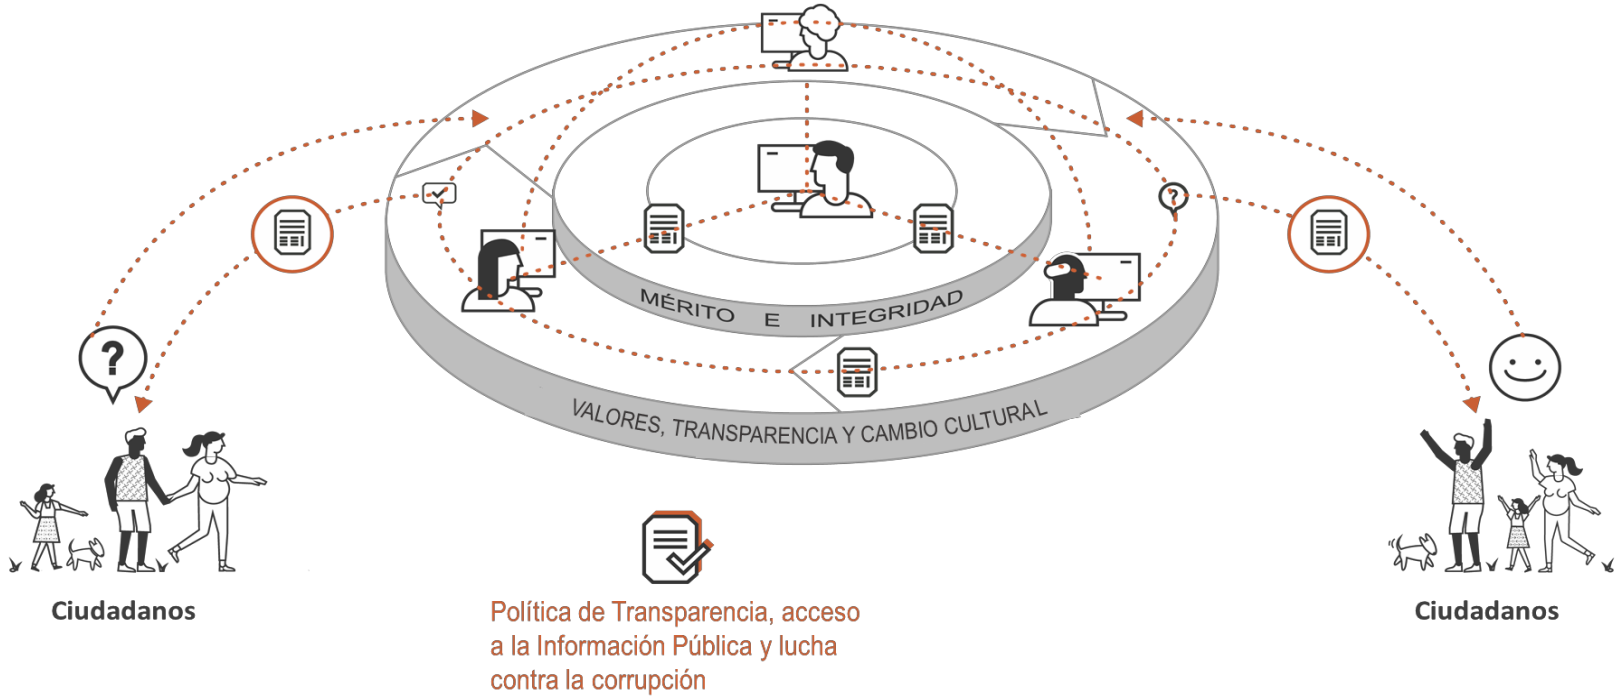 MÉRITO E INTEGRIDAD
VALORES, TRANSPARENCIA Y CAMBIO CULTURAL
?
?
Ciudadanos
Ciudadanos
Política de Transparencia, acceso
a la Información Pública y lucha
contra la corrupción